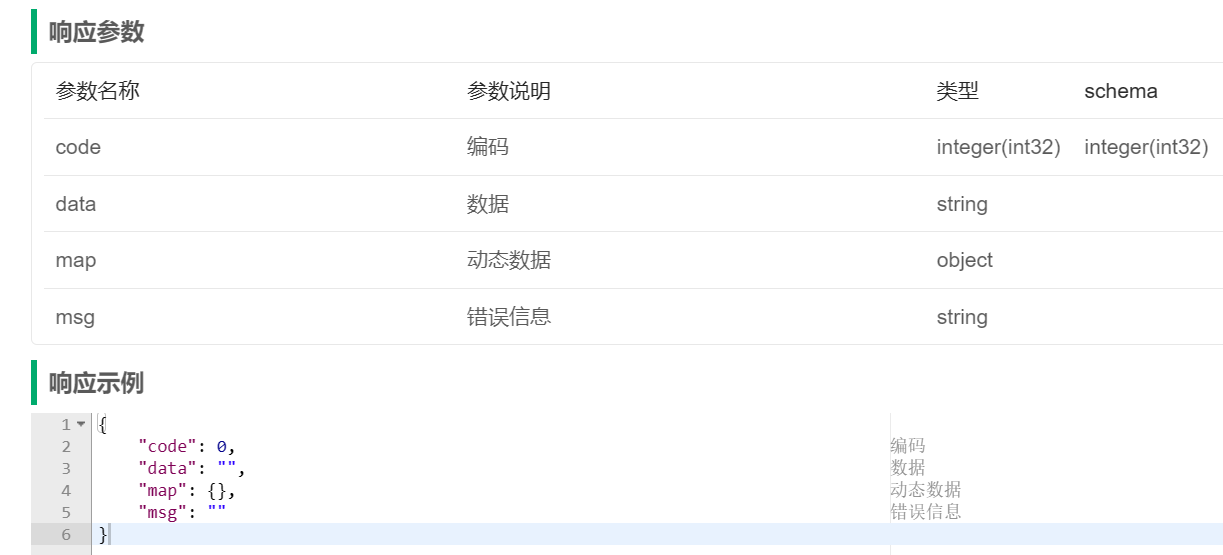 响应参数
参数名称 参数说明 类型 schema
code 编码 integer(int32) integer(int32)
data 数据 string
map 动态数据 object
msg 错误信息 string
响应示例
1 {
2 "code": 0, 编码
3 "data": "", 数据
4 "map": {}, 动态数据
5 "msg": "" 错误信息
6 }